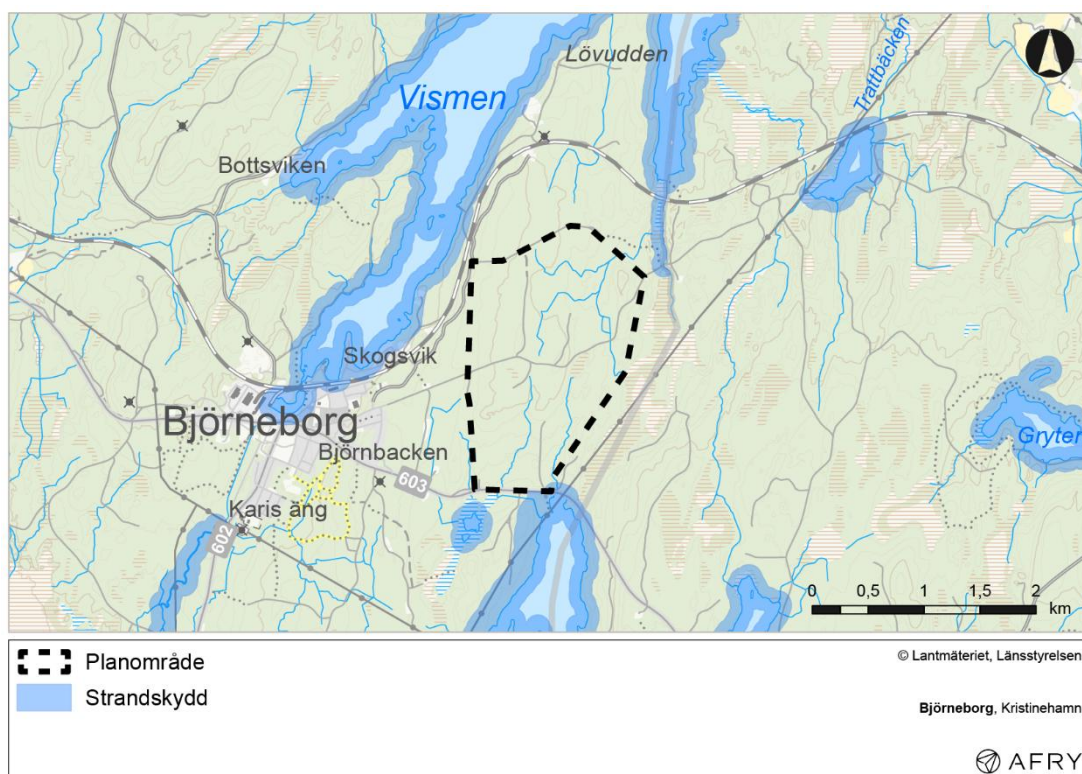 Lövudden
Trattbäcken
Vismen
Bottsviken
Skogsvik
Björneborg
Björnbacken
603
Gryten
Karis äng
602
0 0,5 1 1,5 2
km
Planområde
Strandskydd
© Lantmäteriet, Länsstyrelsen
Björneborg, Kristinehamn
AFRY